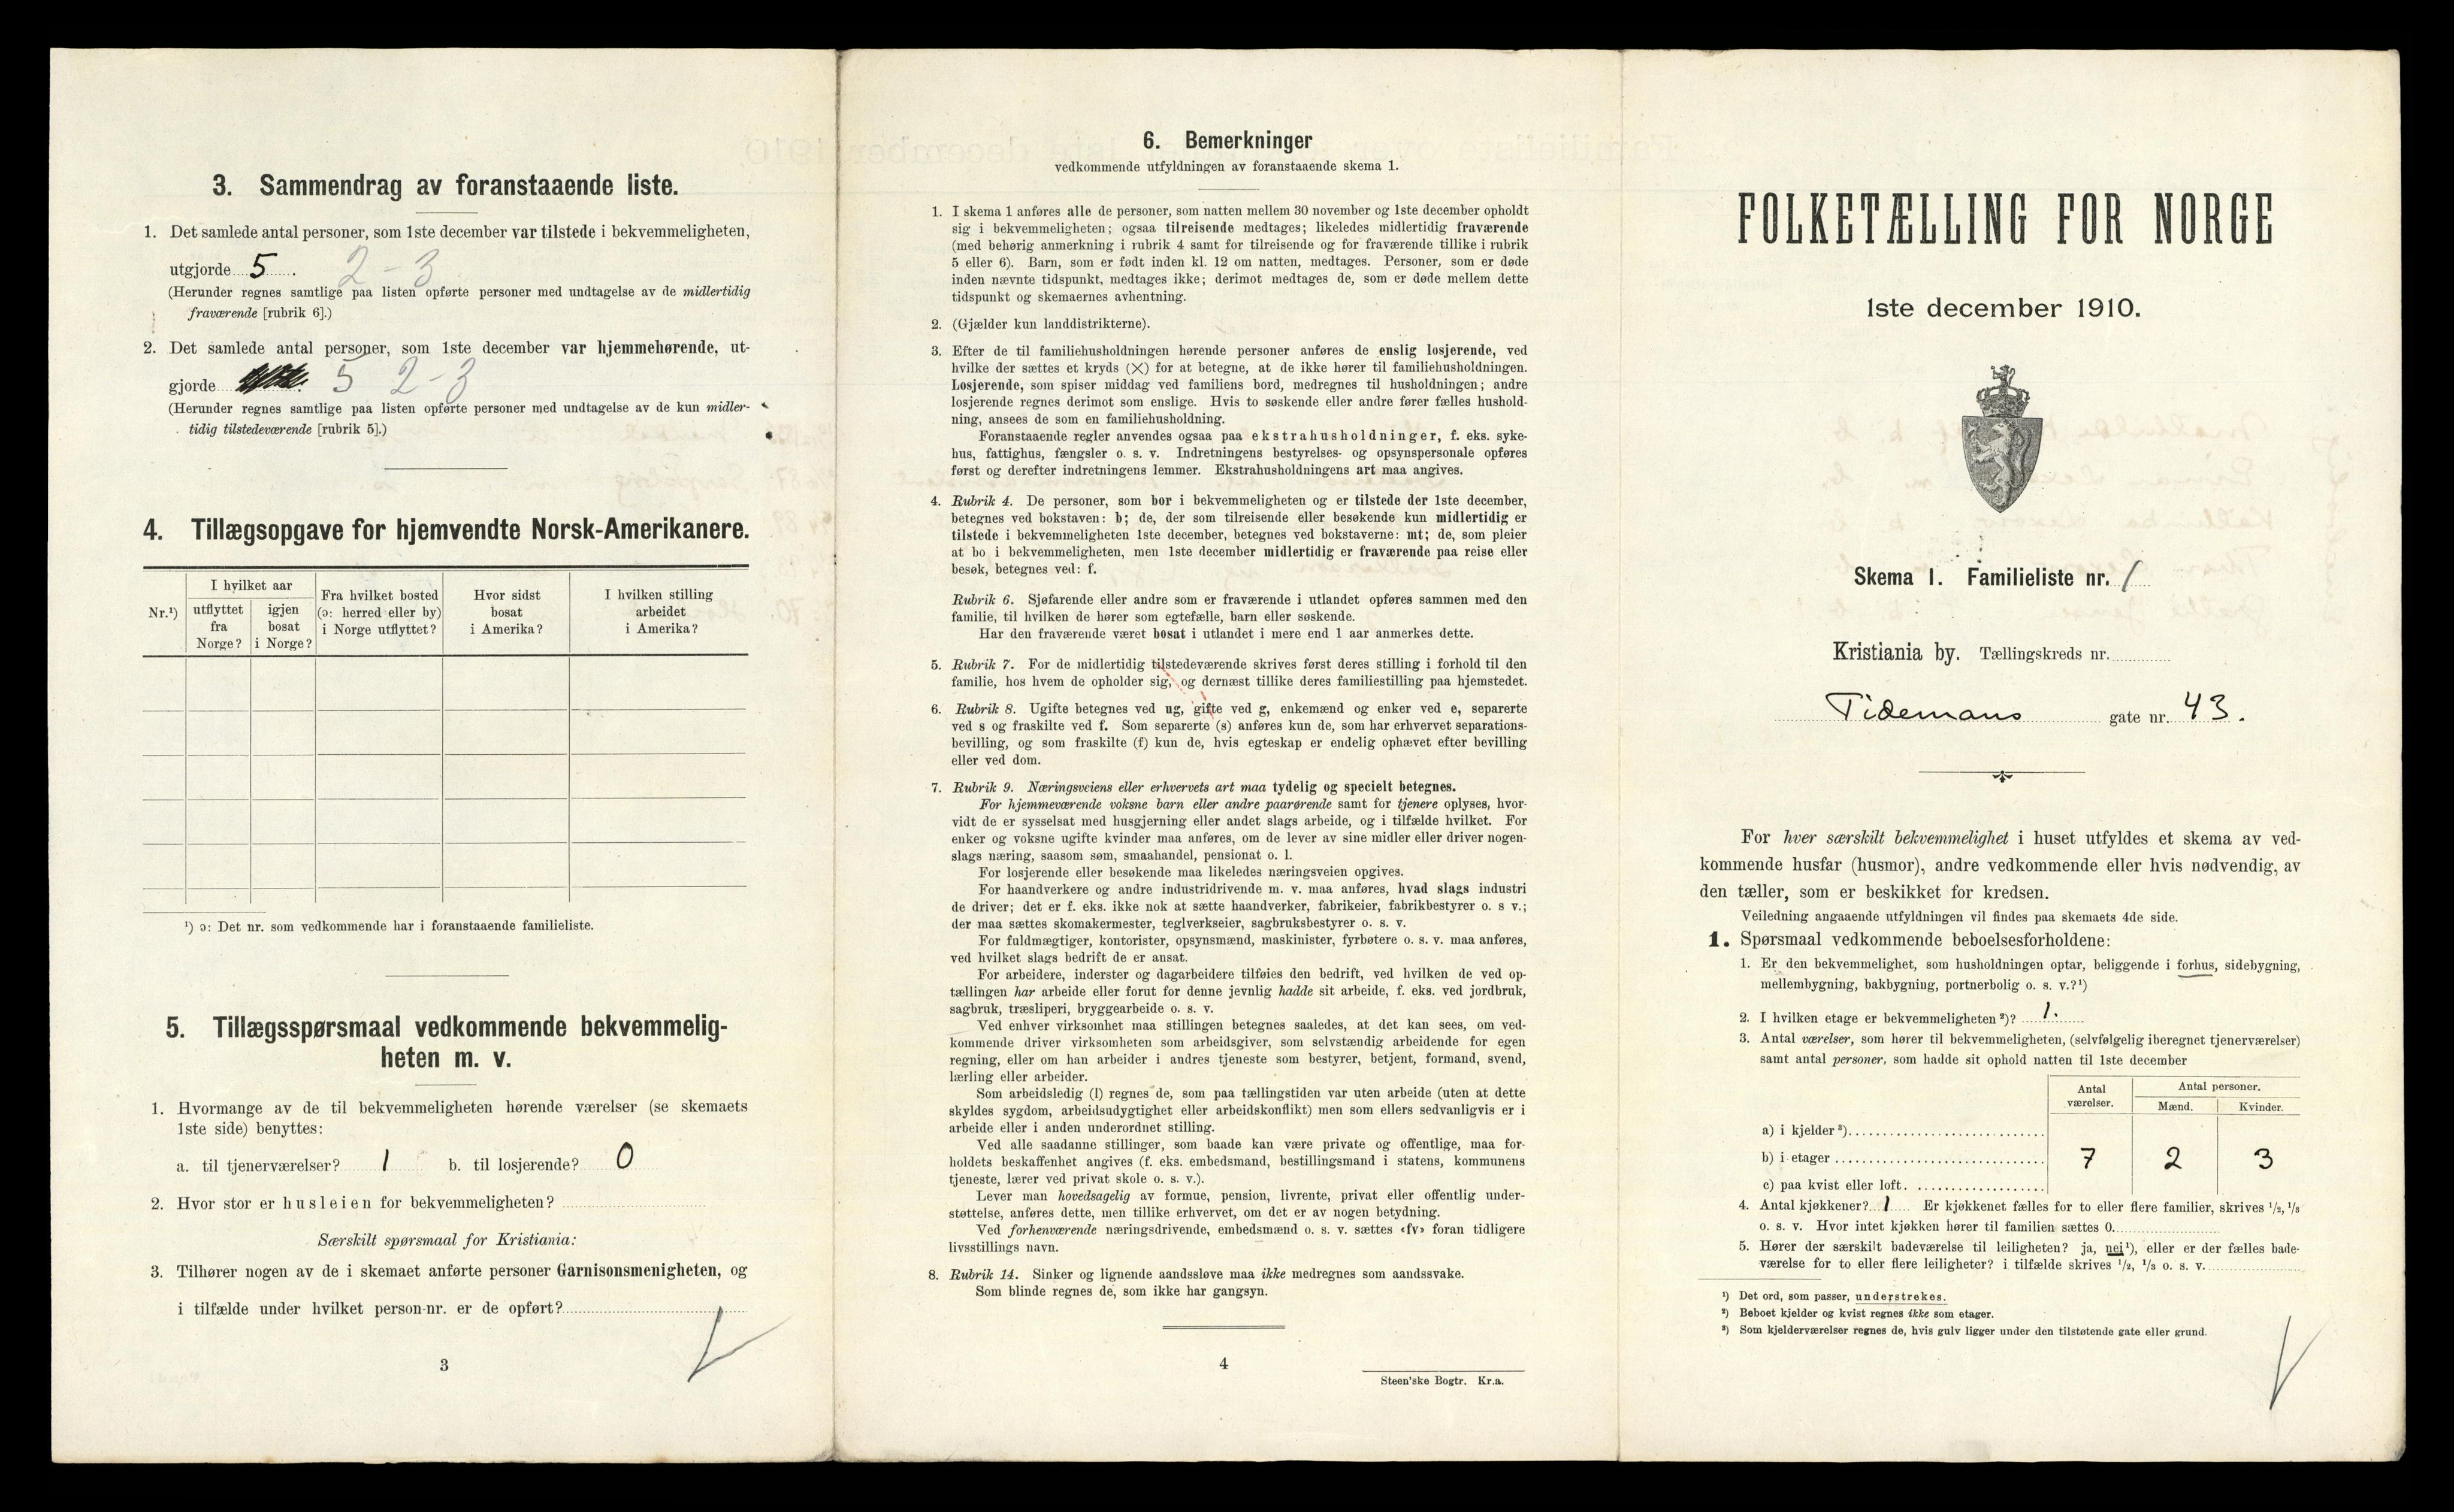 3. Sammendrag av foranstaaende liste.
1. Det samlede antal personer, som 1ste december var tilstede i bekvemmeligheten,
utgjorde 5 . 2-3
(Herunder regnes samtlige paa listen opførte personer med undtagelse av de midlertidig
fraværende [rubrik 6].)
2. Det samlede antal personer, som 1ste december var hjemmehørende, ut-
gjorde 5 2-3
(Herunder regnes samtlige paa listen opførte personer med undtagelse av de kun midler-
tidig tilstedeværende [rubrik 5].)
4. Tillægsopgave for hjemvendte Norsk-Amerikanere.
Nr.¹)
I hvilket aar
utflyttet fra Norge?
igjen bosat i Norge?
Fra hvilket bosted (ɔ: herred eller by) i Norge utflyttet?
Hvor sidst bosat i Amerika?
I hvilken stilling arbeidet i Amerika?
¹) ɔ: Det nr. som vedkommende har i foranstaaende familieliste.
5. Tillægsspørsmaal vedkommende bekvemmelig-
heten m. v.
1. Hvormange av de til bekvemmeligheten hørende værelser (se skemaets
1ste side) benyttes:
a. til tjenerværelser? 1 b. til losjerende? 0
2. Hvor stor er husleien for bekvemmeligheten?
Særskilt spørsmaal for Kristiania:
3. Tilhører nogen av de i skemaet anførte personer Garnisonsmenigheten, og
i tilfælde under hvilket person-nr. er de opført?
3
6. Bemerkninger
vedkommende utfyldningen av foranstaaende skema 1.
1. I skema 1 anføres alle de personer, som natten mellem 30 november og 1ste december opholdt
sig i bekvemmeligheten; ogsaa tilreisende medtages; likeledes midlertidig fraværende
(med behørig anmerkning i rubrik 4 samt for tilreisende og for fraværende tillike i rubrik
5 eller 6). Barn, som er født inden kl. 12 om natten, medtages. Personer, som er døde
inden nævnte tidspunkt, medtages ikke; derimot medtages de, som er døde mellem dette
tidspunkt og skemaernes avhentning.
2. (Gjælder kun landdistrikterne).
3. Efter de til familiehusholdningen hørende personer anføres de enslig losjerende, ved
hvilke der sættes et kryds (×) for at betegne, at de ikke hører til familiehusholdningen.
Losjerende, som spiser middag ved familiens bord, medregnes til husholdningen; andre
losjerende regnes derimot som enslige. Hvis to søskende eller andre fører fælles hushold-
ning, ansees de som en familiehusholdning.
Foranstaaende regler anvendes ogsaa paa ekstrahusholdninger, f. eks. syke-
hus, fattighus, fængsler o. s. v. Indretningens bestyrelses- og opsynspersonale opføres
først og derefter indretningens lemmer. Ekstrahusholdningens art maa angives.
4. Rubrik 4. De personer, som bor i bekvemmeligheten og er tilstede der 1ste december,
betegnes ved bokstaven: b; de, der som tilreisende eller besøkende kun midlertidig er
tilstede i bekvemmeligheten 1ste december, betegnes ved bokstaverne: mt; de, som pleier
at bo i bekvemmeligheten, men 1ste december midlertidig er fraværende paa reise eller
besøk, betegnes ved: f.
Rubrik 6. Sjøfarende eller andre som er fraværende i utlandet opføres sammen med den
familie, til hvilken de hører som egtefælle, barn eller søskende.
Har den fraværende været bosat i utlandet i mere end 1 aar anmerkes dette.
5. Rubrik 7. For de midlertidig tilstedeværende skrives først deres stilling i forhold til den
familie, hos hvem de opholder sig, og dernæst tillike deres familiestilling paa hjemstedet.
6. Rubrik 8. Ugifte betegnes ved ug, gifte ved g, enkemænd og enker ved e, separerte
ved s og fraskilte ved f. Som separerte (s) anføres kun de, som har erhvervet separations-
bevilling, og som fraskilte (f) kun de, hvis egteskap er endelig ophævet efter bevilling
eller ved dom.
7. Rubrik 9. Næringsveiens eller erhvervets art maa tydelig og specielt betegnes.
For hjemmeværende voksne barn eller andre paarørende samt for tjenere oplyses, hvor-
vidt de er sysselsat med husgjerning eller andet slags arbeide, og i tilfælde hvilket. For
enker og voksne ugifte kvinder maa anføres, om de lever av sine midler eller driver nogen-
slags næring, saasom søm, smaahandel, pensionat o. l.
For losjerende eller besøkende maa likeledes næringsveien opgives.
For haandverkere og andre industridrivende m. v. maa anføres, hvad slags industri
de driver; det er f. eks. ikke nok at sætte haandverker, fabrikeier, fabrikbestyrer o. s v.;
der maa sættes skomakermester, teglverkseier, sagbruksbestyrer o. s. v.
For fuldmægtiger, kontorister, opsynsmænd, maskinister, fyrbøtere o. s. v. maa anføres,
ved hvilket slags bedrift de er ansat.
For arbeidere, inderster og dagarbeidere tilføies den bedrift, ved hvilken de ved op-
tællingen har arbeide eller forut for denne jevnlig hadde sit arbeide, f. eks. ved jordbruk,
sagbruk, træsliperi, bryggearbeide o. s. v.
Ved enhver virksomhet maa stillingen betegnes saaledes, at det kan sees, om ved-
kommende driver virksomheten som arbeidsgiver, som selvstændig arbeidende for egen
regning, eller om han arbeider i andres tjeneste som bestyrer, betjent, formand, svend,
lærling eller arbeider.
Som arbeidsledig (l) regnes de, som paa tællingstiden var uten arbeide (uten at dette
skyldes sygdom, arbeidsudygtighet eller arbeidskonflikt) men som ellers sedvanligvis er i
arbeide eller i anden underordnet stilling.
Ved alle saadanne stillinger, som baade kan være private og offentlige, maa for-
holdets beskaffenhet angives (f. eks. embedsmand, bestillingsmand i statens, kommunens
tjeneste, lærer ved privat skole o. s. v.).
Lever man hovedsagelig av formue, pension, livrente, privat eller offentlig under-
støttelse, anføres dette, men tillike erhvervet, om det er av nogen betydning.
Ved forhenværende næringsdrivende, embedsmænd o. s. v. sættes «fv» foran tidligere
livsstillings navn.
8. Rubrik 14. Sinker og lignende aandssløve maa ikke medregnes som aandssvake.
Som blinde regnes de, som ikke har gangsyn.
4
Steen'ske Bogtr. Kr.a.
FOLKETÆLLING FOR NORGE
1ste december 1910.
Skema 1. Familieliste nr. 1
Kristiania by. Tællingskreds nr.
Tidemans gate nr. 43.
For hver særskilt bekvemmelighet i huset utfyldes et skema av ved-
kommende husfar (husmor), andre vedkommende eller hvis nødvendig, av
den tæller, som er beskikket for kredsen.
Veiledning angaaende utfyldningen vil findes paa skemaets 4de side.
1. Spørsmaal vedkommende beboelsesforholdene:
1. Er den bekvemmelighet, som husholdningen optar, beliggende i forhus, sidebygning,
mellembygning, bakbygning, portnerbolig o. s. v.?¹)
2. I hvilken etage er bekvemmeligheten²)? 1.
3. Antal værelser, som hører til bekvemmeligheten, (selvfølgelig iberegnet tjenerværelser)
samt antal personer, som hadde sit ophold natten til 1ste december
Antal værelser.
Antal personer.
Mænd. Kvinder.
a) i kjelder³)
b) i etager 7 2 3
c) paa kvist eller loft.
4. Antal kjøkkener? 1 Er kjøkkenet fælles for to eller flere familier, skrives ¹/₂, ¹/₃
o. s. v. Hvor intet kjøkken hører til familien sættes 0.
5. Hører der særskilt badeværelse til leiligheten? ja, nei¹), eller er der fælles bade-
værelse for to eller flere leiligheter? i tilfælde skrives ¹/₂, ¹/₃ o. s. v.
¹) Det ord, som passer, understrekes.
²) Beboet kjelder og kvist regnes ikke som etager.
³) Som kjelderværelser regnes de, hvis gulv ligger under den tilstøtende gate eller grund.